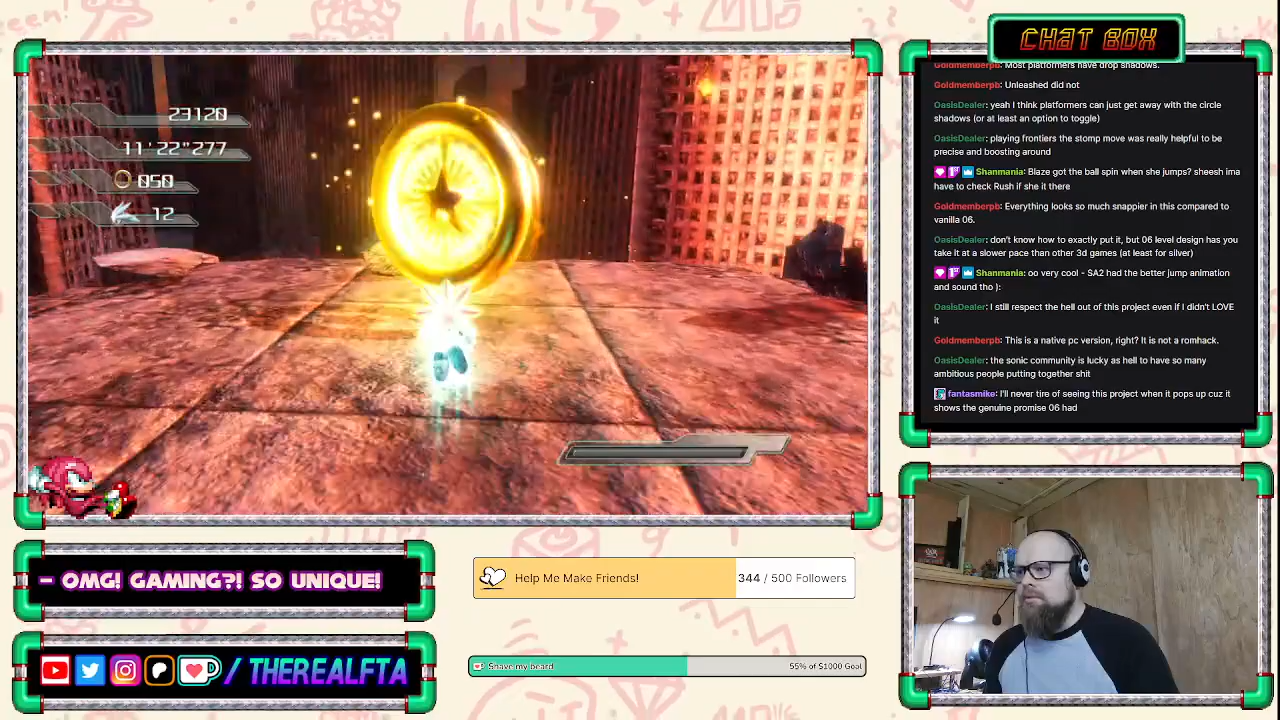 CHAT BOX
Goldmemberpb: Most platformers have drop shadows.
Goldmemberpb: Unleashed did not
OasisDealer: yeah I think platformers can just get away with the circle
shadows (or at least an option to toggle)
OasisDealer: playing frontiers the stomp move was really helpful to be
precise and boosting around
Shanmania: Blaze got the ball spin when she jumps? sheesh ima
have to check Rush if she it there
Goldmemberpb: Everything looks so much snappier in this compared to
vanilla 06.
OasisDealer: don't know how to exactly put it, but 06 level design has you
take it at a slower pace than other 3d games (at least for silver)
Shanmania: oo very cool - SA2 had the better jump animation
and sound tho ):
OasisDealer: I still respect the hell out of this project even if I didn't LOVE
it
Goldmemberpb: This is a native pc version, right? It is not a romhack.
OasisDealer: the sonic community is lucky as hell to have so many
ambitious people putting together shit
fantasmike: I'll never tire of seeing this project when it pops up cuz it
shows the genuine promise 06 had
23120
11'22"277
050
12
- OMG! GAMING?! SO UNIQUE!
/ THEREALFTA
Help Me Make Friends! 344 / 500 Followers
Shave my beard 55% of $1000 Goal